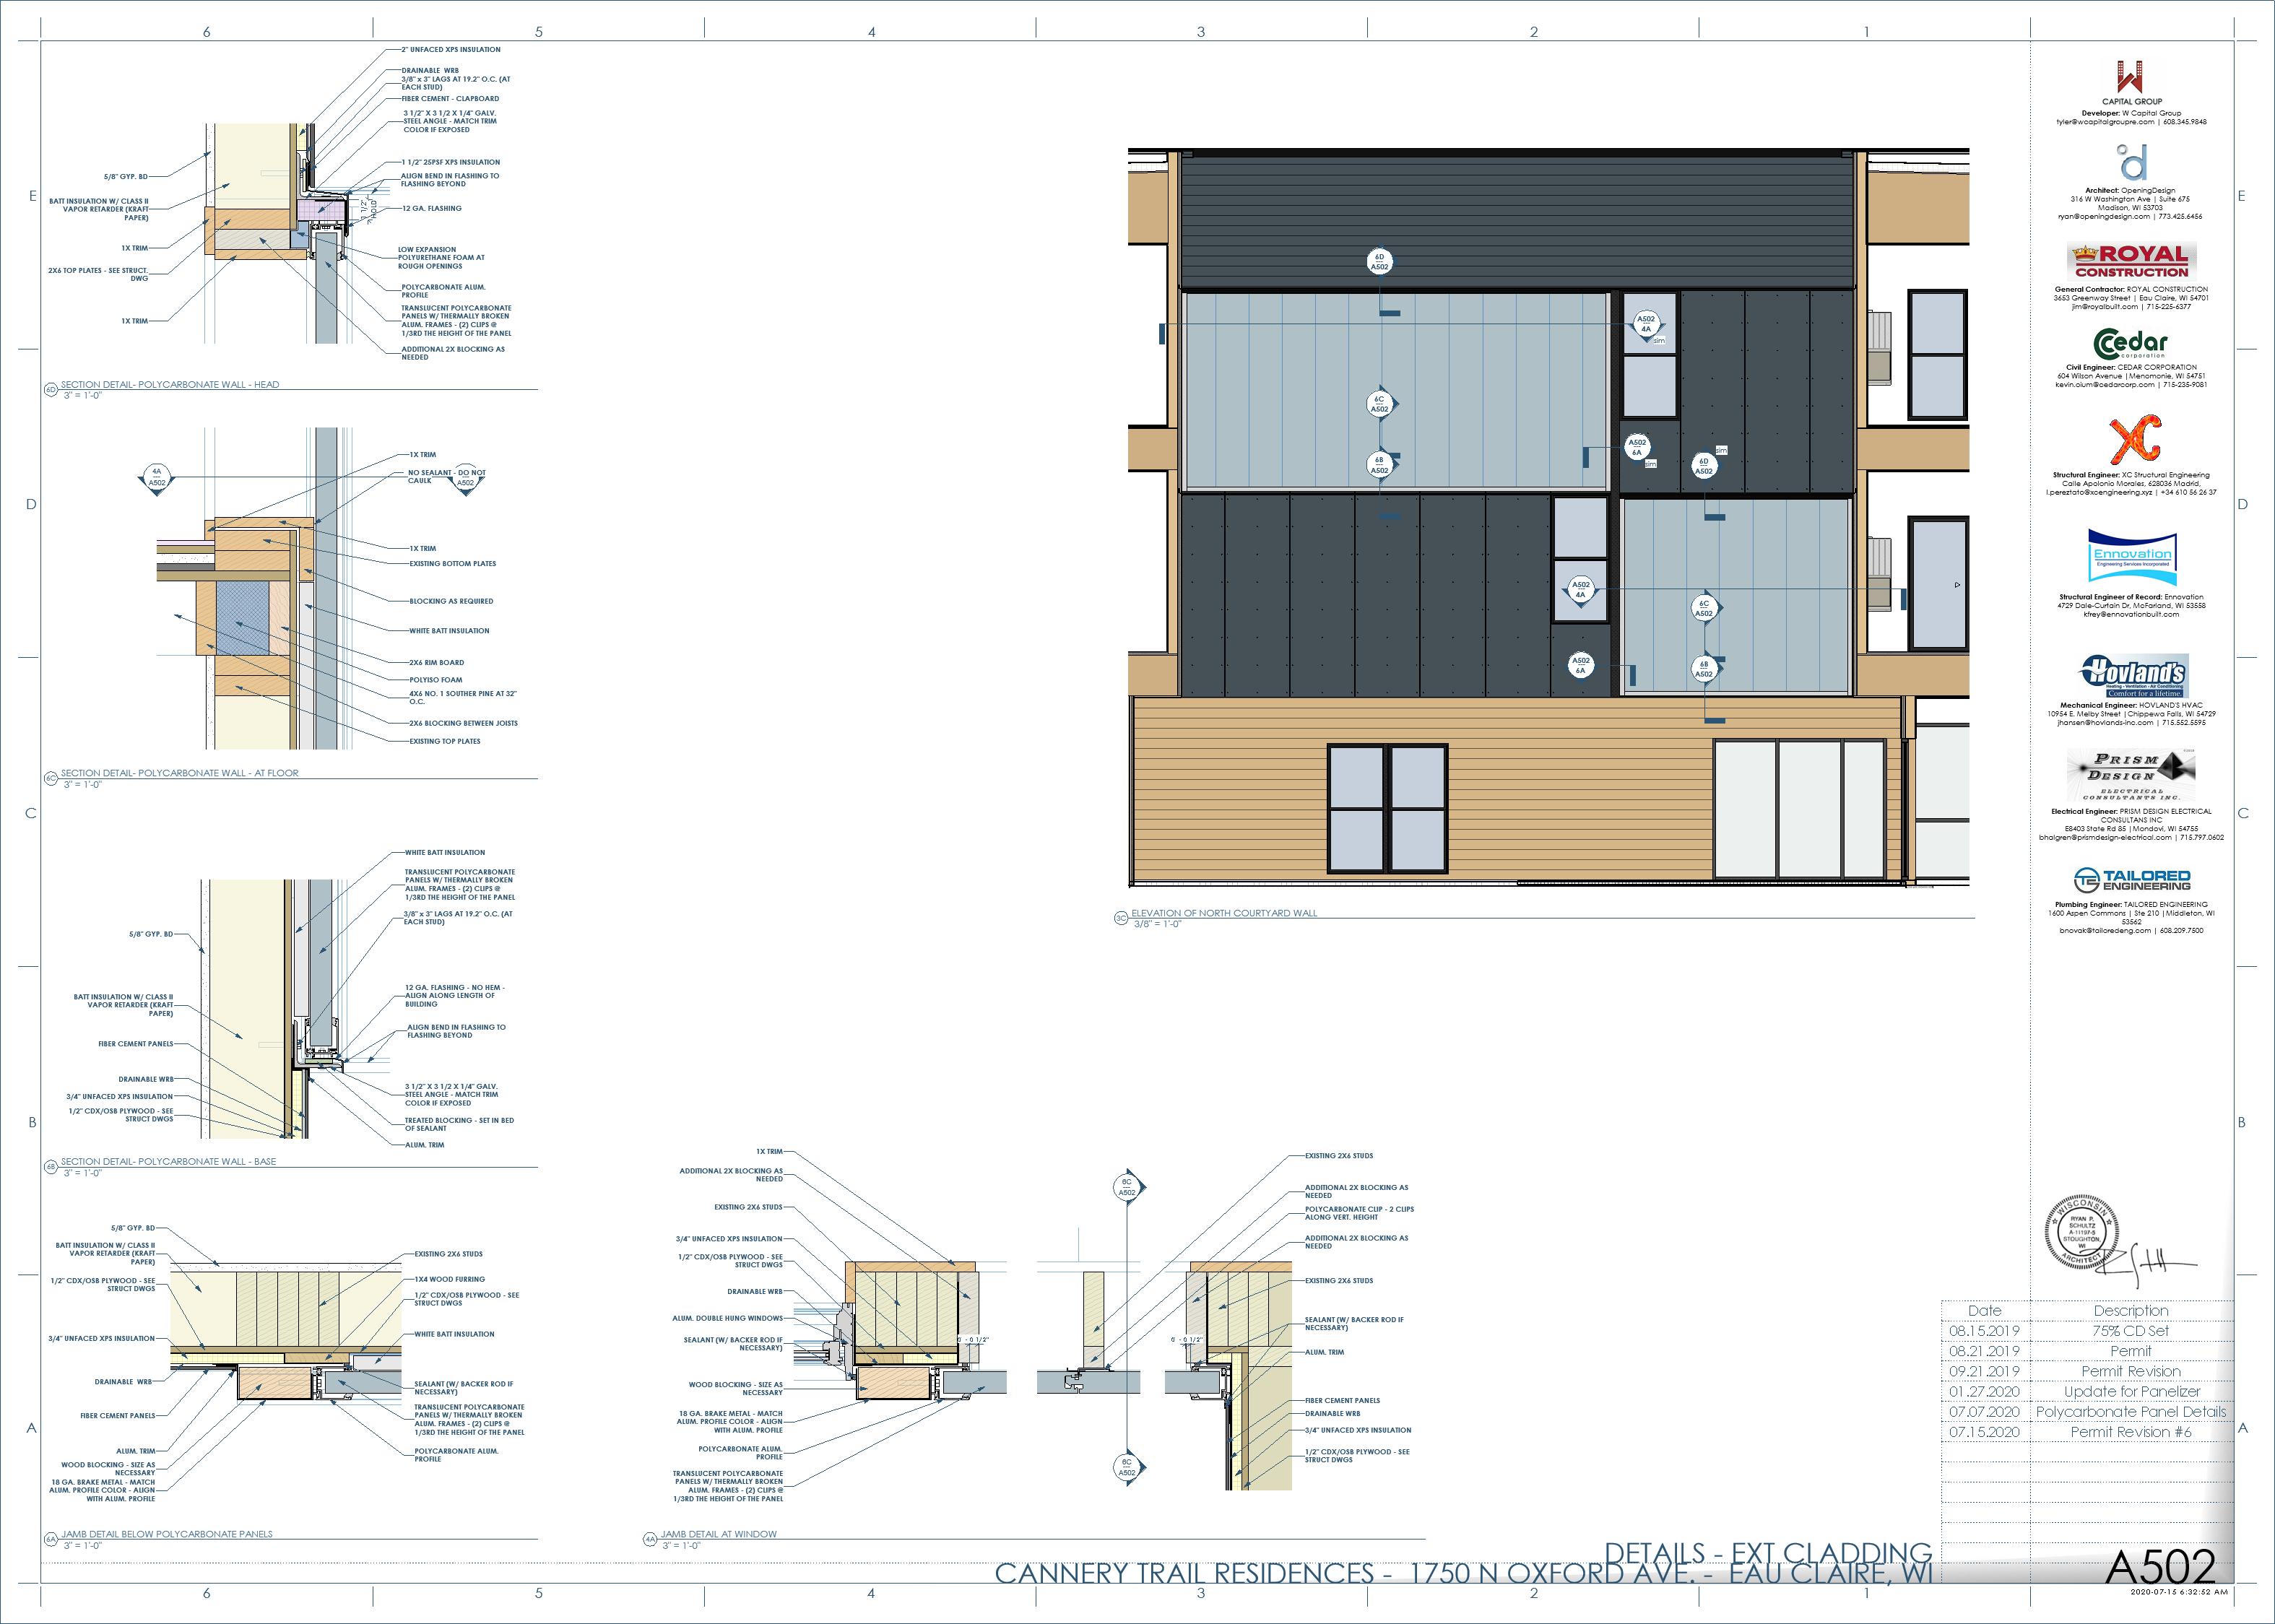 6
5
4
3
2
1
E
D
C
B
A
2" UNFACED XPS INSULATION
DRAINABLE WRB
3/8" x 3" LAGS AT 19.2" O.C. (AT
EACH STUD)
FIBER CEMENT - CLAPBOARD
3 1/2" X 3 1/2 X 1/4" GALV.
STEEL ANGLE - MATCH TRIM
COLOR IF EXPOSED
1 1/2" 25PSF XPS INSULATION
ALIGN BEND IN FLASHING TO
FLASHING BEYOND
12 GA. FLASHING
HOLD
LOW EXPANSION
POLYURETHANE FOAM AT
ROUGH OPENINGS
POLYCARBONATE ALUM.
PROFILE
TRANSLUCENT POLYCARBONATE
PANELS W/ THERMALLY BROKEN
ALUM. FRAMES - (2) CLIPS @
1/3RD THE HEIGHT OF THE PANEL
ADDITIONAL 2X BLOCKING AS
NEEDED
5/8" GYP. BD
BATT INSULATION W/ CLASS II
VAPOR RETARDER (KRAFT
PAPER)
1X TRIM
2X6 TOP PLATES - SEE STRUCT.
DWG
1X TRIM
6D SECTION DETAIL- POLYCARBONATE WALL - HEAD
3" = 1'-0"
4A
A502
A502
1X TRIM
NO SEALANT - DO NOT
CAULK
1X TRIM
EXISTING BOTTOM PLATES
BLOCKING AS REQUIRED
WHITE BATT INSULATION
2X6 RIM BOARD
POLYISO FOAM
4X6 NO. 1 SOUTHER PINE AT 32"
O.C.
2X6 BLOCKING BETWEEN JOISTS
EXISTING TOP PLATES
6C SECTION DETAIL- POLYCARBONATE WALL - AT FLOOR
3" = 1'-0"
WHITE BATT INSULATION
TRANSLUCENT POLYCARBONATE
PANELS W/ THERMALLY BROKEN
ALUM. FRAMES - (2) CLIPS @
1/3RD THE HEIGHT OF THE PANEL
3/8" x 3" LAGS AT 19.2" O.C. (AT
EACH STUD)
12 GA. FLASHING - NO HEM -
ALIGN ALONG LENGTH OF
BUILDING
ALIGN BEND IN FLASHING TO
FLASHING BEYOND
3 1/2" X 3 1/2 X 1/4" GALV.
STEEL ANGLE - MATCH TRIM
COLOR IF EXPOSED
TREATED BLOCKING - SET IN BED
OF SEALANT
ALUM. TRIM
5/8" GYP. BD
BATT INSULATION W/ CLASS II
VAPOR RETARDER (KRAFT
PAPER)
FIBER CEMENT PANELS
DRAINABLE WRB
3/4" UNFACED XPS INSULATION
1/2" CDX/OSB PLYWOOD - SEE
STRUCT DWGS
6B SECTION DETAIL- POLYCARBONATE WALL - BASE
3" = 1'-0"
5/8" GYP. BD
BATT INSULATION W/ CLASS II
VAPOR RETARDER (KRAFT
PAPER)
1/2" CDX/OSB PLYWOOD - SEE
STRUCT DWGS
3/4" UNFACED XPS INSULATION
DRAINABLE WRB
FIBER CEMENT PANELS
ALUM. TRIM
WOOD BLOCKING - SIZE AS
NECESSARY
18 GA. BRAKE METAL - MATCH
ALUM. PROFILE COLOR - ALIGN
WITH ALUM. PROFILE
EXISTING 2X6 STUDS
1X4 WOOD FURRING
1/2" CDX/OSB PLYWOOD - SEE
STRUCT DWGS
WHITE BATT INSULATION
SEALANT (W/ BACKER ROD IF
NECESSARY)
TRANSLUCENT POLYCARBONATE
PANELS W/ THERMALLY BROKEN
ALUM. FRAMES - (2) CLIPS @
1/3RD THE HEIGHT OF THE PANEL
POLYCARBONATE ALUM.
PROFILE
6A JAMB DETAIL BELOW POLYCARBONATE PANELS
3" = 1'-0"
1X TRIM
ADDITIONAL 2X BLOCKING AS
NEEDED
EXISTING 2X6 STUDS
3/4" UNFACED XPS INSULATION
1/2" CDX/OSB PLYWOOD - SEE
STRUCT DWGS
DRAINABLE WRB
ALUM. DOUBLE HUNG WINDOWS
SEALANT (W/ BACKER ROD IF
NECESSARY)
WOOD BLOCKING - SIZE AS
NECESSARY
18 GA. BRAKE METAL - MATCH
ALUM. PROFILE COLOR - ALIGN
WITH ALUM. PROFILE
POLYCARBONATE ALUM.
PROFILE
TRANSLUCENT POLYCARBONATE
PANELS W/ THERMALLY BROKEN
ALUM. FRAMES - (2) CLIPS @
1/3RD THE HEIGHT OF THE PANEL
6C
A502
6C
A502
EXISTING 2X6 STUDS
ADDITIONAL 2X BLOCKING AS
NEEDED
POLYCARBONATE CLIP - 2 CLIPS
ALONG VERT. HEIGHT
ADDITIONAL 2X BLOCKING AS
NEEDED
EXISTING 2X6 STUDS
SEALANT (W/ BACKER ROD IF
NECESSARY)
ALUM. TRIM
FIBER CEMENT PANELS
DRAINABLE WRB
3/4" UNFACED XPS INSULATION
1/2" CDX/OSB PLYWOOD - SEE
STRUCT DWGS
4A JAMB DETAIL AT WINDOW
3" = 1'-0"
6D
A502
A502
4A
sim
6C
A502
A502
6A
sim
6B
A502
6D
A502
sim
A502
4A
6C
A502
A502
6A
6B
A502
3C ELEVATION OF NORTH COURTYARD WALL
3/8" = 1'-0"
CAPITAL GROUP
Developer: W Capital Group
tyler@wcapitalgroupre.com | 608.345.9848
Architect: OpeningDesign
316 W Washington Ave | Suite 675
Madison, WI 53703
ryan@openingdesign.com | 773.425.6456
ROYAL
CONSTRUCTION
General Contractor: ROYAL CONSTRUCTION
3653 Greenway Street | Eau Claire, WI 54701
jim@royalbuilt.com | 715-225-6377
Cedar
corporation
Civil Engineer: CEDAR CORPORATION
604 Wilson Avenue |Menomonie, WI 54751
kevin.oium@cedarcorp.com | 715-235-9081
XC
Structural Engineer: XC Structural Engineering
Calle Apolonio Morales, 628036 Madrid,
l.pereztato@xcengineering.xyz | +34 610 56 26 37
Ennovation
Engineering Services Incorporated
Structural Engineer of Record: Ennovation
4729 Dale-Curtain Dr, McFarland, WI 53558
kfrey@ennovationbuilt.com
Hovland's
Heating - Ventilation - Air Conditioning
Comfort for a lifetime.
Mechanical Engineer: HOVLAND'S HVAC
10954 E. Melby Street |Chippewa Falls, WI 54729
jhansen@hovlands-inc.com | 715.552.5595
PRISM
DESIGN
ELECTRICAL
CONSULTANTS INC.
Electrical Engineer: PRISM DESIGN ELECTRICAL
CONSULTANS INC
E8403 State Rd 85 |Mondovi, WI 54755
bhalgren@prismdesign-electrical.com | 715.797.0602
TAILORED
ENGINEERING
Plumbing Engineer: TAILORED ENGINEERING
1600 Aspen Commons | Ste 210 |Middleton, WI
53562
bnovak@tailoredeng.com | 608.209.7500
WISCONSIN
RYAN P.
SCHULTZ
A-11197-5
STOUGHTON,
WI
ARCHITECT
Date Description
08.15.2019 75% CD Set
08.21.2019 Permit
09.21.2019 Permit Revision
01.27.2020 Update for Panelizer
07.07.2020 Polycarbonate Panel Details
07.15.2020 Permit Revision #6
DETAILS - EXT CLADDING
CANNERY TRAIL RESIDENCES - 1750 N OXFORD AVE. - EAU CLAIRE, WI
A502
2020-07-15 6:32:52 AM
E
D
C
B
A
6
5
4
3
2
1